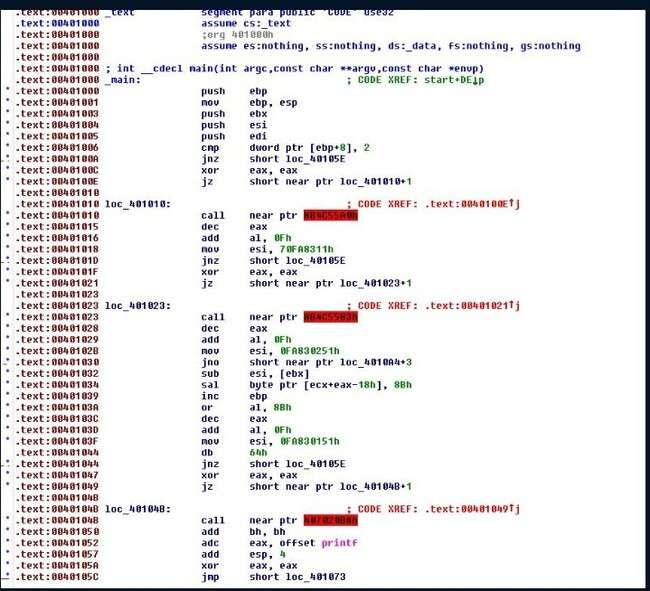 .text:00401000 _text segment para public 'CODE' use32
.text:00401000 assume cs:_text
.text:00401000 ;org 401000h
.text:00401000 assume es:nothing, ss:nothing, ds:_data, fs:nothing, gs:nothing
.text:00401000
.text:00401000 ; int __cdecl main(int argc,const char **argv,const char *envp)
.text:00401000 _main: ; CODE XREF: start+DE↓p
.text:00401000 push ebp
.text:00401001 mov ebp, esp
.text:00401003 push ebx
.text:00401004 push esi
.text:00401005 push edi
.text:00401006 cmp dword ptr [ebp+8], 2
.text:0040100A jnz short loc_40105E
.text:0040100C xor eax, eax
.text:0040100E jz short near ptr loc_401010+1
.text:00401010
.text:00401010 loc_401010: ; CODE XREF: .text:0040100E↑j
.text:00401010 call near ptr 8B4C55A0h
.text:00401015 dec eax
.text:00401016 add al, 0Fh
.text:00401018 mov esi, 70FA8311h
.text:0040101D jnz short loc_40105E
.text:0040101F xor eax, eax
.text:00401021 jz short near ptr loc_401023+1
.text:00401023
.text:00401023 loc_401023: ; CODE XREF: .text:00401021↑j
.text:00401023 call near ptr
.text:00401028 dec eax
.text:00401029 add al, 0Fh
.text:0040102B mov esi, 0FA830251h
.text:00401030 jno short near ptr loc_4010A4+3
.text:00401032 sub esi, [ebx]
.text:00401034 sal byte ptr [ecx+eax-18h], 8Bh
.text:00401039 inc ebp
.text:0040103A or al, 8Bh
.text:0040103C dec eax
.text:0040103D add al, 0Fh
.text:0040103F mov esi, 0FA830151h
.text:00401044 db 64h
.text:00401044 jnz short loc_40105E
.text:00401047 xor eax, eax
.text:00401049 jz short near ptr loc_40104B+1
.text:0040104B
.text:0040104B loc_40104B: ; CODE XREF: .text:00401049↑j
.text:0040104B call near ptr
.text:00401050 add bh, bh
.text:00401052 adc eax, offset printf
.text:00401057 add esp, 4
.text:0040105A xor eax, eax
.text:0040105C jmp short loc_401073